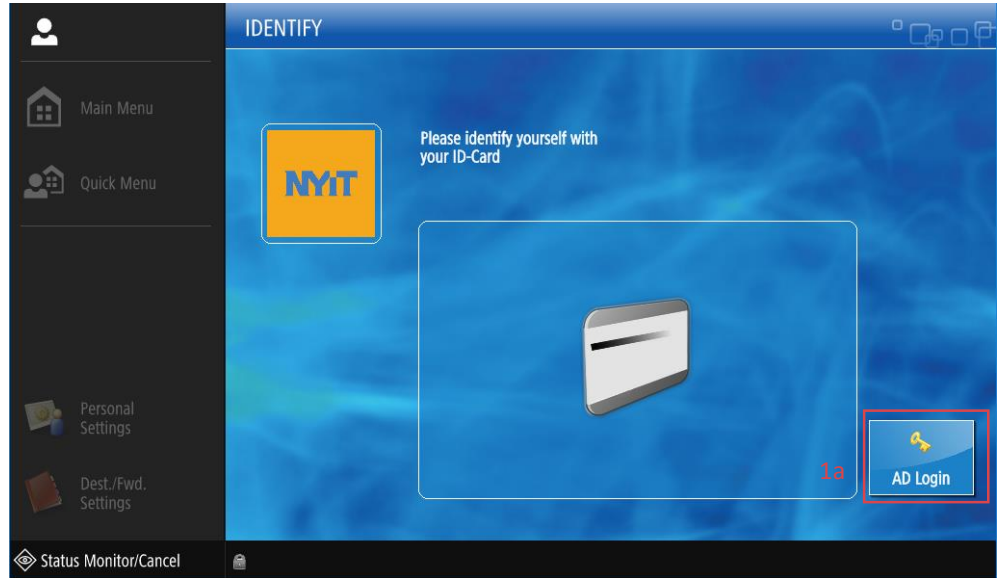 IDENTIFY
Main Menu
Quick Menu
Personal
Settings
Dest./Fwd.
Settings
NYiT
Please identify yourself with
your ID-Card
1a
AD Login
Status Monitor/Cancel